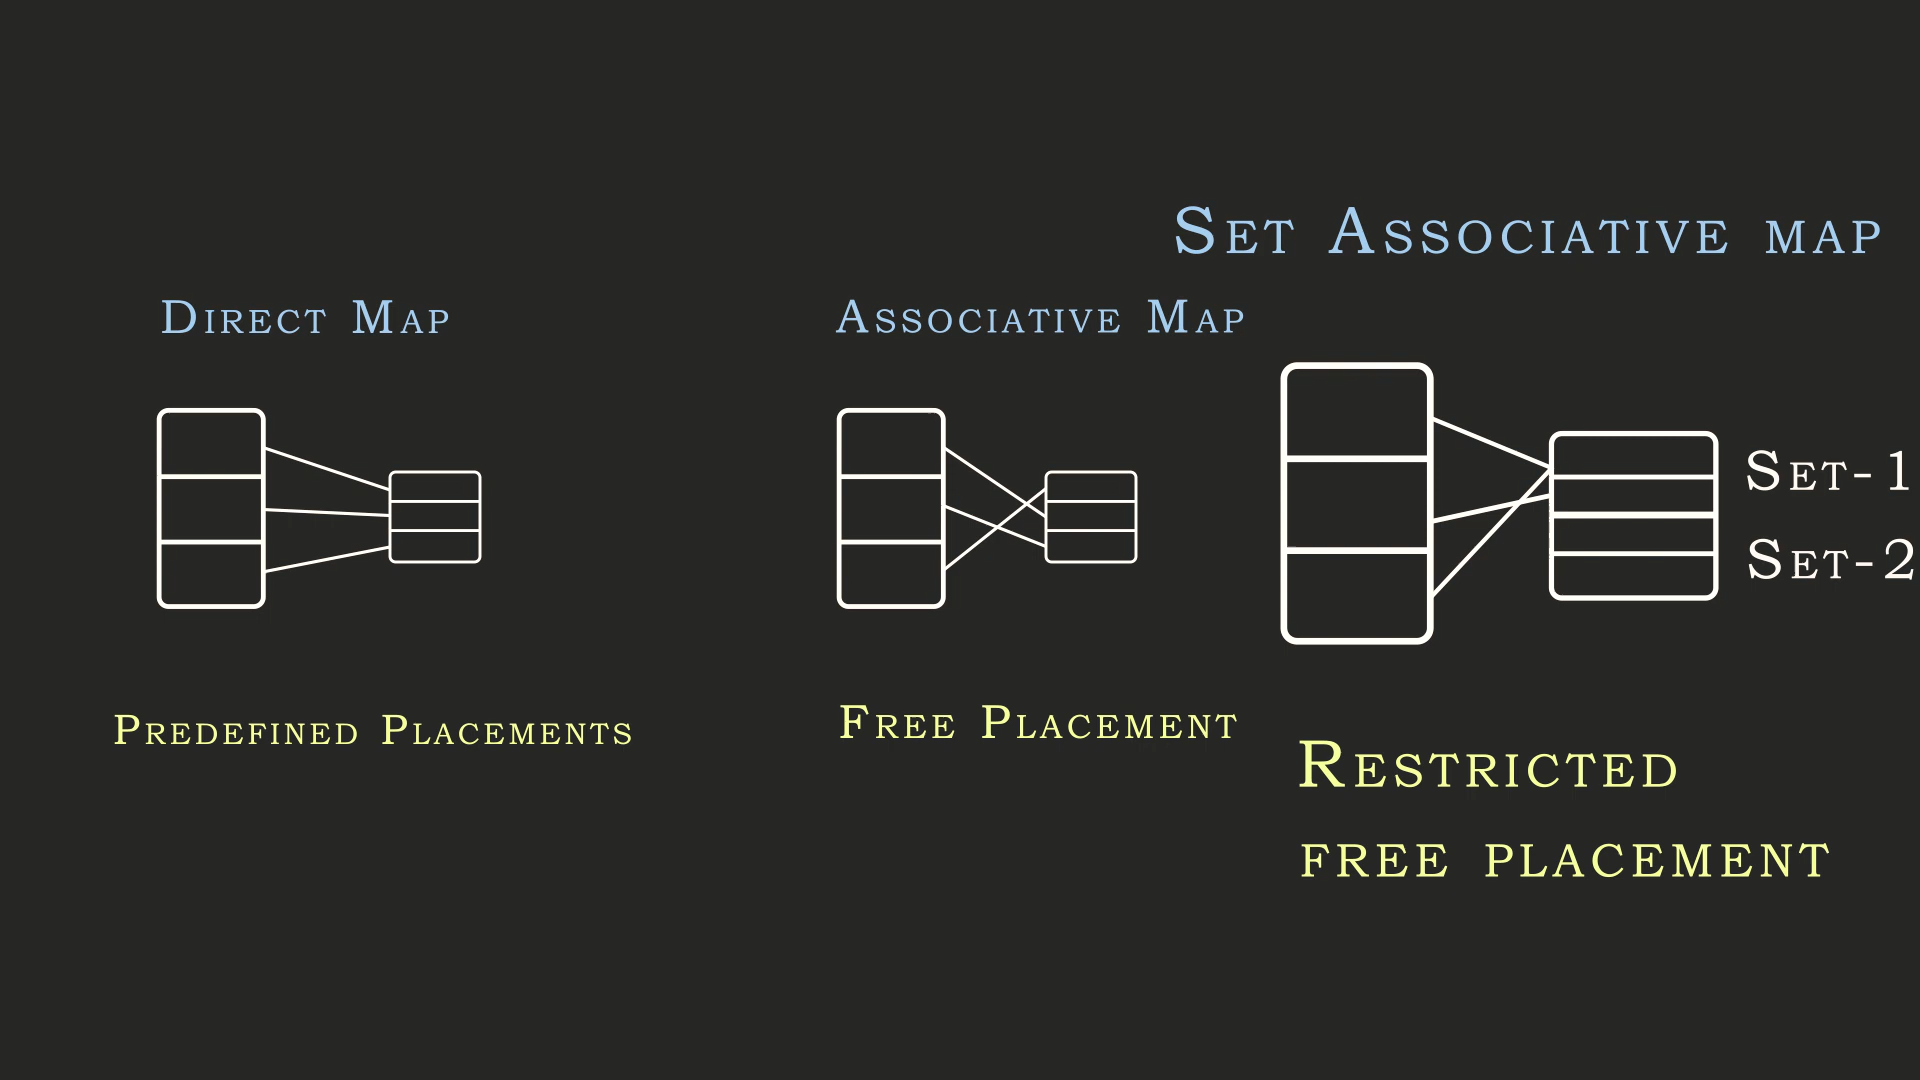 Set Associative map
Direct Map
Associative Map
Set-1
Set-2
Predefined Placements
Free Placement
Restricted
free placement